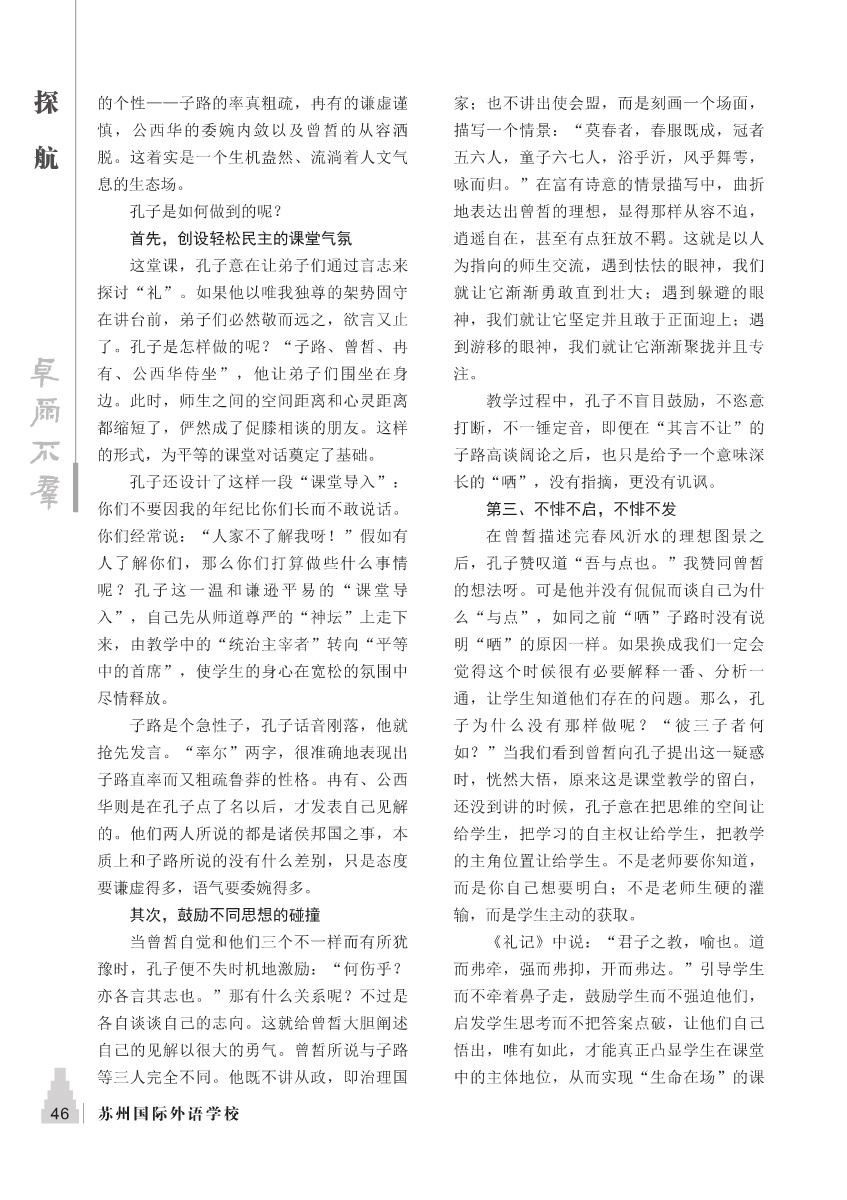 探
航
卓
尔
不
群
的个性——子路的率真粗疏，冉有的谦虚谨
慎，公西华的委婉内敛以及曾皙的从容洒
脱。这着实是一个生机盎然、流淌着人文气
息的生态场。
孔子是如何做到的呢？
首先，创设轻松民主的课堂气氛
这堂课，孔子意在让弟子们通过言志来
探讨“礼”。如果他以唯我独尊的架势固守
在讲台前，弟子们必然敬而远之，欲言又止
了。孔子是怎样做的呢？“子路、曾皙、冉
有、公西华侍坐”，他让弟子们围坐在身
边。此时，师生之间的空间距离和心灵距离
都缩短了，俨然成了促膝相谈的朋友。这样
的形式，为平等的课堂对话奠定了基础。
孔子还设计了这样一段“课堂导入”：
你们不要因我的年纪比你们长而不敢说话。
你们经常说：“人家不了解我呀！”假如有
人了解你们，那么你们打算做些什么事情
呢？孔子这一温和谦逊平易的“课堂导
入”，自己先从师道尊严的“神坛”上走下
来，由教学中的“统治主宰者”转向“平等
中的首席”，使学生的身心在宽松的氛围中
尽情释放。
子路是个急性子，孔子话音刚落，他就
抢先发言。“率尔”两字，很准确地表现出
子路直率而又粗疏鲁莽的性格。冉有、公西
华则是在孔子点了名以后，才发表自己见解
的。他们两人所说的都是诸侯邦国之事，本
质上和子路所说的没有什么差别，只是态度
要谦虚得多，语气要委婉得多。
其次，鼓励不同思想的碰撞
当曾皙自觉和他们三个不一样而有所犹
豫时，孔子便不失时机地激励：“何伤乎？
亦各言其志也。”那有什么关系呢？不过是
各自谈谈自己的志向。这就给曾皙大胆阐述
自己的见解以很大的勇气。曾皙所说与子路
等三人完全不同。他既不讲从政，即治理国
家；也不讲出使会盟，而是刻画一个场面，
描写一个情景：“莫春者，春服既成，冠者
五六人，童子六七人，浴乎沂，风乎舞雩，
咏而归。”在富有诗意的情景描写中，曲折
地表达出曾皙的理想，显得那样从容不迫，
逍遥自在，甚至有点狂放不羁。这就是以人
为指向的师生交流，遇到怯怯的眼神，我们
就让它渐渐勇敢直到壮大；遇到躲避的眼
神，我们就让它坚定并且敢于正面迎上；遇
到游移的眼神，我们就让它渐渐聚拢并且专
注。
教学过程中，孔子不盲目鼓励，不恣意
打断，不一锤定音，即便在“其言不让”的
子路高谈阔论之后，也只是给予一个意味深
长的“哂”，没有指摘，更没有讥讽。
第三、不悱不启，不悱不发
在曾皙描述完春风沂水的理想图景之
后，孔子赞叹道“吾与点也。”我赞同曾皙
的想法呀。可是他并没有侃侃而谈自己为什
么“与点”，如同之前“哂”子路时没有说
明“哂”的原因一样。如果换成我们一定会
觉得这个时候很有必要解释一番、分析一
通，让学生知道他们存在的问题。那么，孔
子为什么没有那样做呢？“彼三子者何
如？”当我们看到曾皙向孔子提出这一疑惑
时，恍然大悟，原来这是课堂教学的留白，
还没到讲的时候，孔子意在把思维的空间让
给学生，把学习的自主权让给学生，把教学
的主角位置让给学生。不是老师要你知道，
而是你自己想要明白；不是老师生硬的灌
输，而是学生主动的获取。
《礼记》中说：“君子之教，喻也。道
而弗牵，强而弗抑，开而弗达。”引导学生
而不牵着鼻子走，鼓励学生而不强迫他们，
启发学生思考而不把答案点破，让他们自己
悟出，唯有如此，才能真正凸显学生在课堂
中的主体地位，从而实现“生命在场”的课
46 苏州国际外语学校